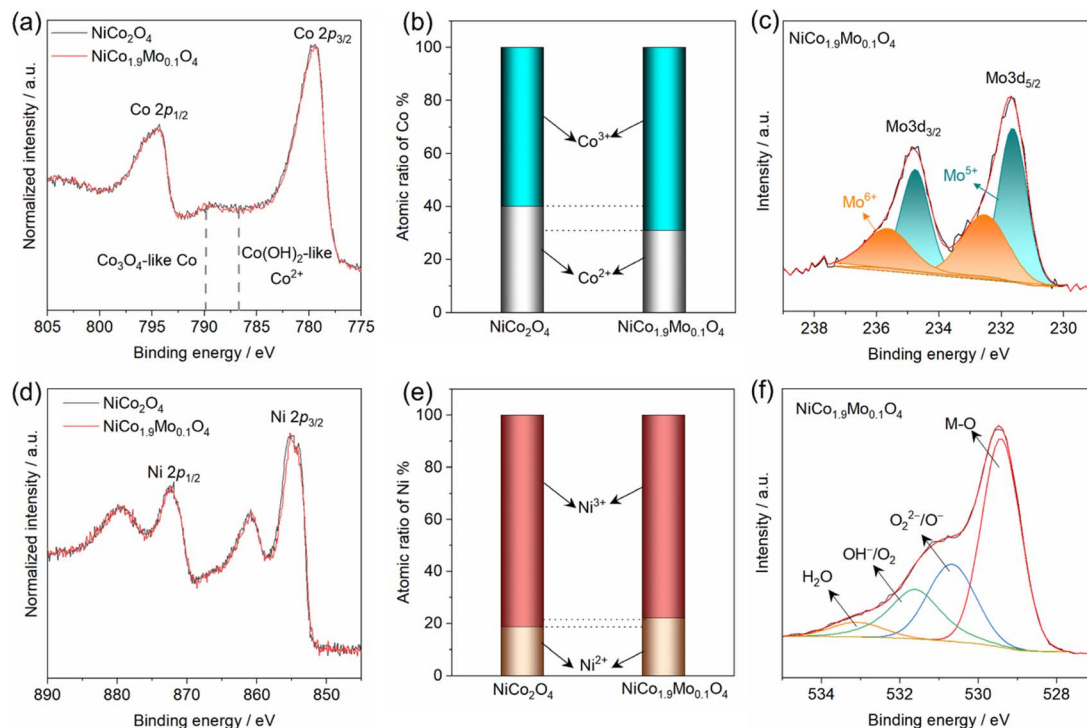 (a)
NiCo₂O₄
NiCo₁.₉Mo₀.₁O₄
Co 2p₃/₂
Co 2p₁/₂
Co₃O₄-like Co
Co(OH)₂-like
Co²⁺
Normalized intensity / a.u.
805 800 795 790 785 780 775
Binding energy / eV
(b)
100
80
60
40
20
0
Atomic ratio of Co %
Co³⁺
Co²⁺
NiCo₂O₄ NiCo₁.₉Mo₀.₁O₄
(c)
NiCo₁.₉Mo₀.₁O₄
Mo3d₅/₂
Mo3d₃/₂
Mo⁵⁺
Mo⁶⁺
Intensity / a.u.
238 236 234 232 230
Binding energy / eV
(d)
NiCo₂O₄
NiCo₁.₉Mo₀.₁O₄
Ni 2p₃/₂
Ni 2p₁/₂
Normalized intensity / a.u.
890 880 870 860 850
Binding energy / eV
(e)
100
80
60
40
20
0
Atomic ratio of Ni %
Ni³⁺
Ni²⁺
NiCo₂O₄ NiCo₁.₉Mo₀.₁O₄
(f)
NiCo₁.₉Mo₀.₁O₄
M-O
O₂²⁻/O⁻
OH⁻/O₂
H₂O
Intensity / a.u.
534 532 530 528
Binding energy / eV